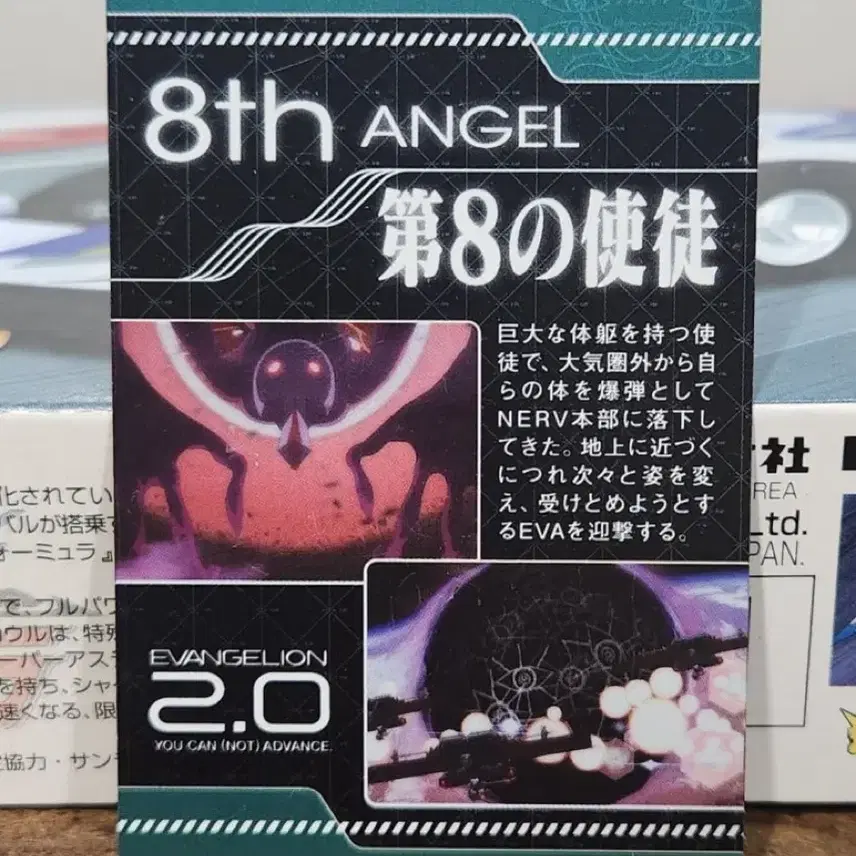 8th ANGEL
第8の使徒
巨大な体躯を持つ使
徒で、大気圏外から自
らの体を爆弾として
NERV本部に落下し
てきた。地上に近づく
につれ次々と姿を変
え、受けとめようとす
るEVAを迎撃する。
EVANGELION
2.0
YOU CAN (NOT) ADVANCE.
化されてい
バルが搭乗す
ォーミュラ』
で、フルパワ
カウルは、特殊
ーパーアステ
を持ち、シャ
速くなる、限
協力・サン
社
REA
Ltd.
PAN.